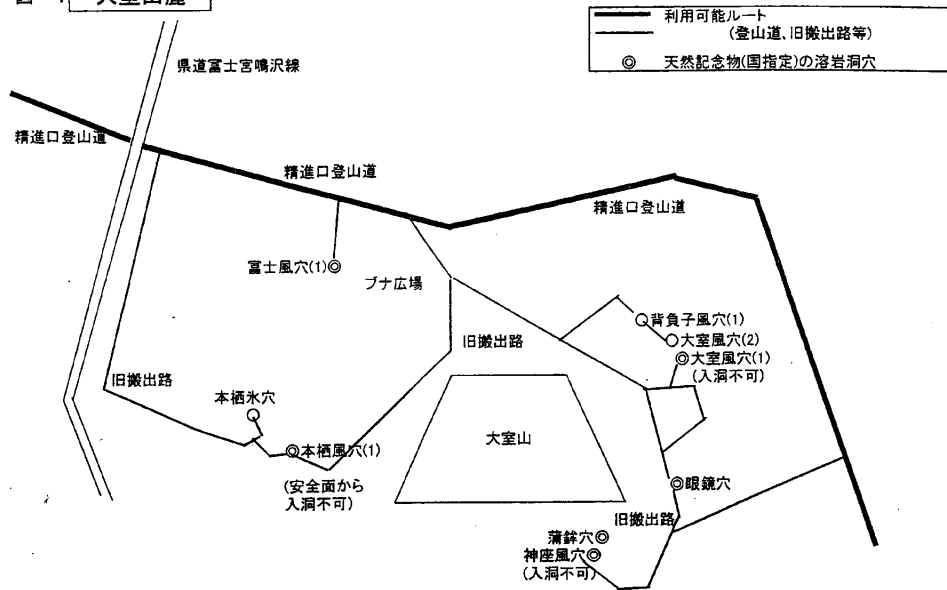 大室山麓
利用可能ルート
(登山道、旧搬出路等)
◎ 天然記念物(国指定)の溶岩洞穴
県道富士宮鳴沢線
精進口登山道
精進口登山道
精進口登山道
富士風穴(1)◎
ブナ広場
○背負子風穴(1)
○大室風穴(2)
◎大室風穴(1)
(入洞不可)
旧搬出路
旧搬出路
本栖氷穴
◎本栖風穴(1)
(安全面から
入洞不可)
大室山
◎眼鏡穴
旧搬出路
蒲鉾穴◎
神座風穴◎
(入洞不可)